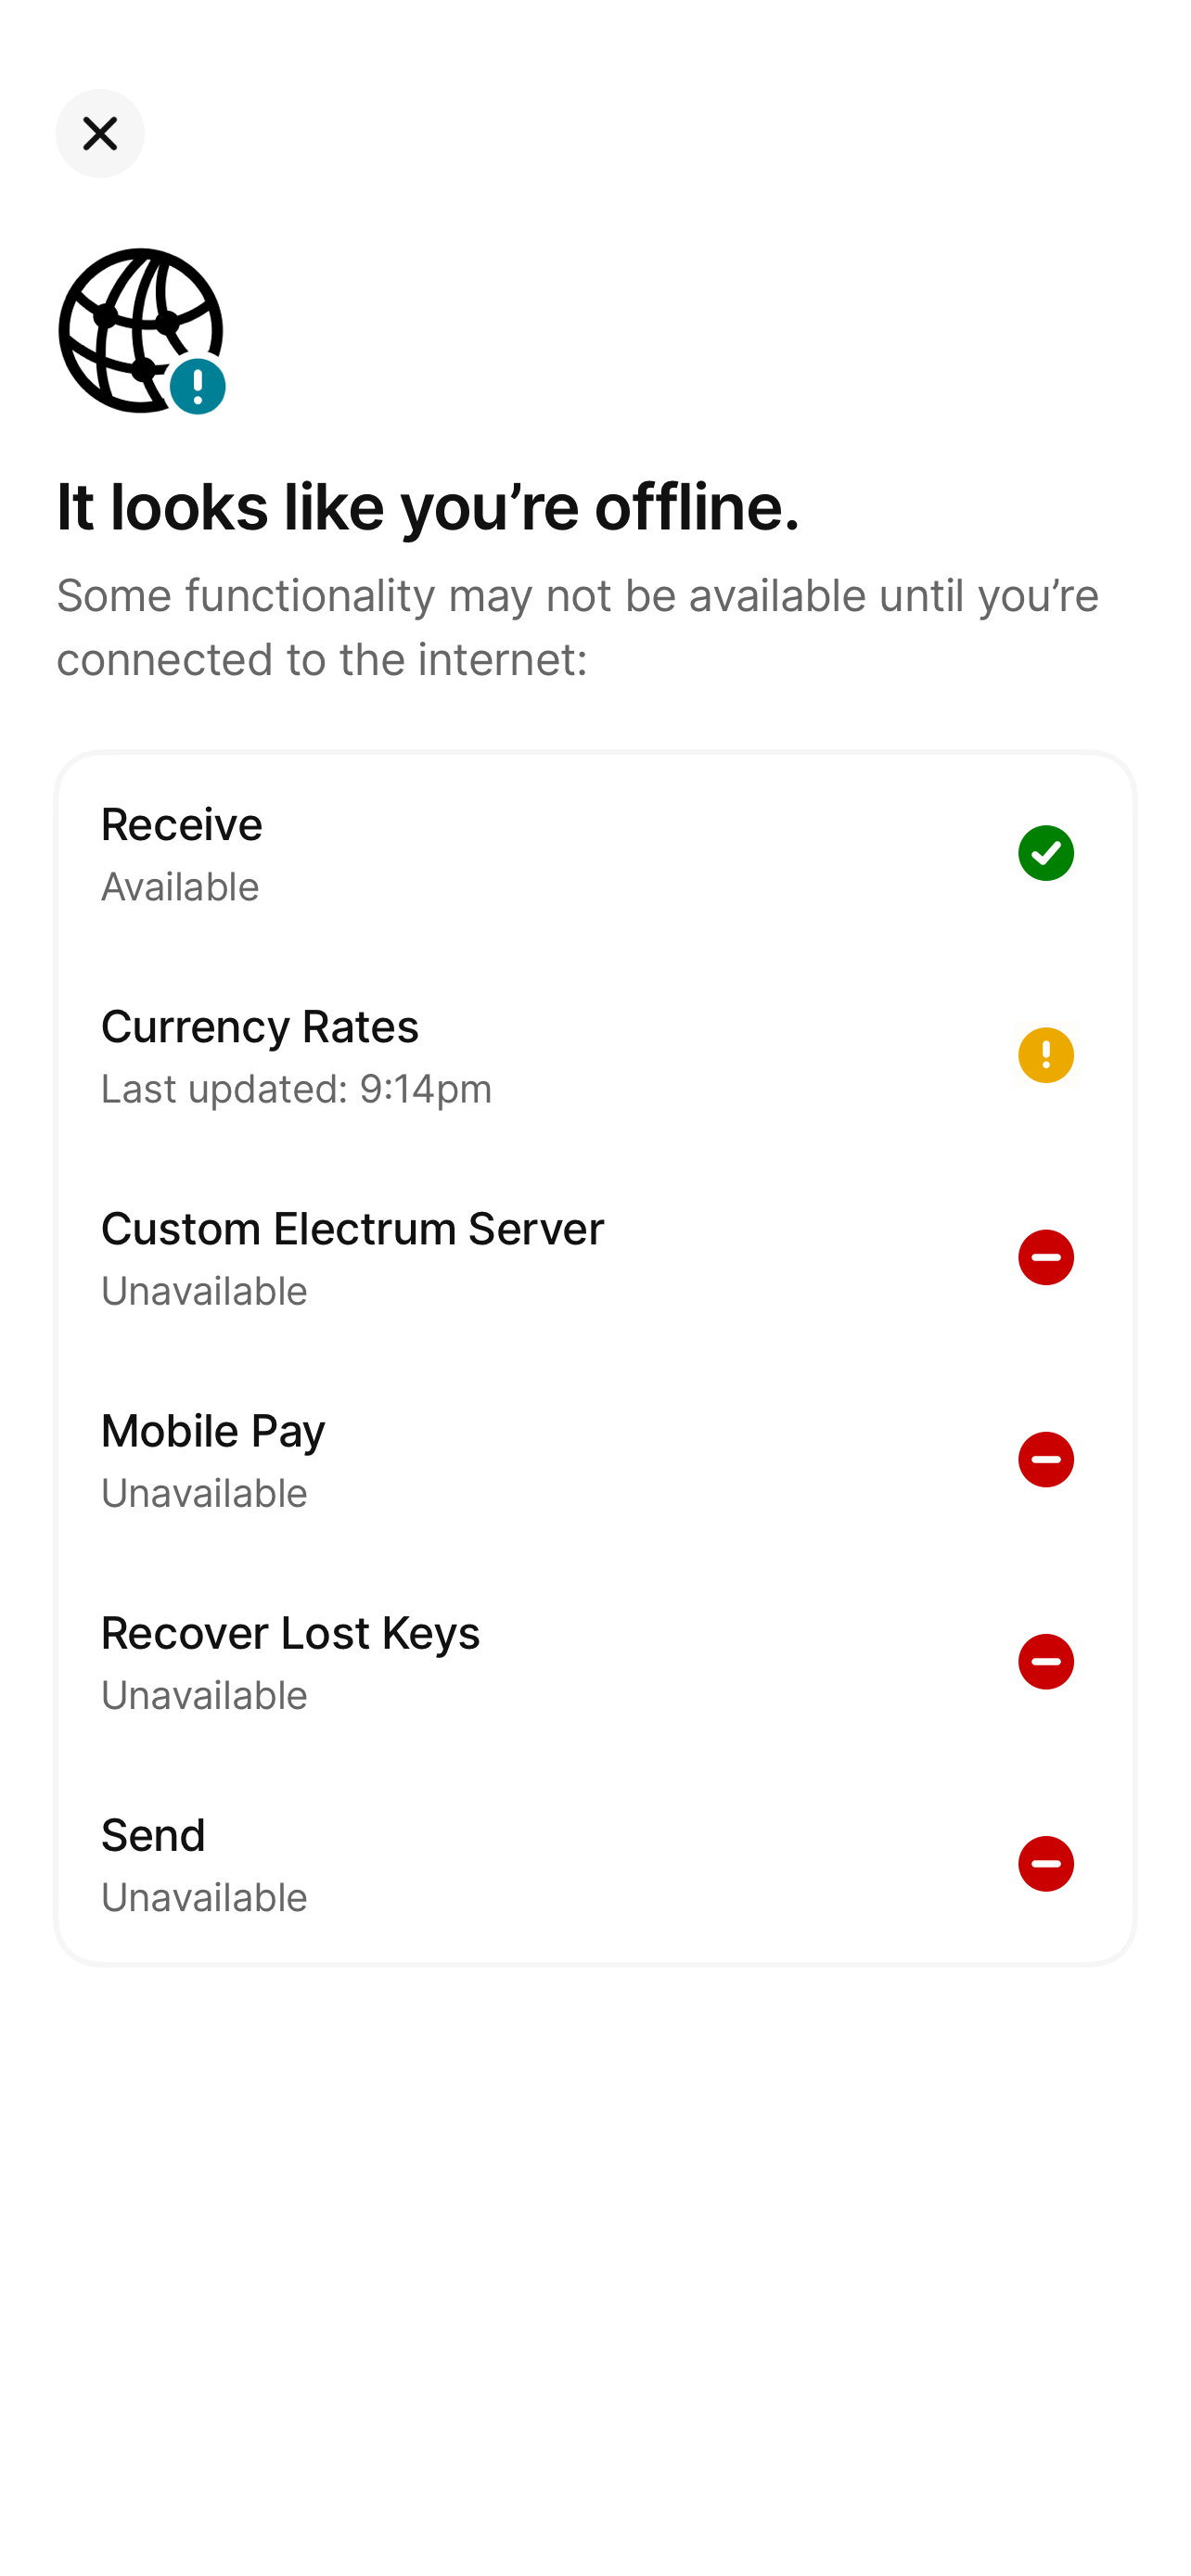 It looks like you’re offline.
Some functionality may not be available until you’re
connected to the internet:
Receive
Available
Currency Rates
Last updated: 9:14pm
Custom Electrum Server
Unavailable
Mobile Pay
Unavailable
Recover Lost Keys
Unavailable
Send
Unavailable